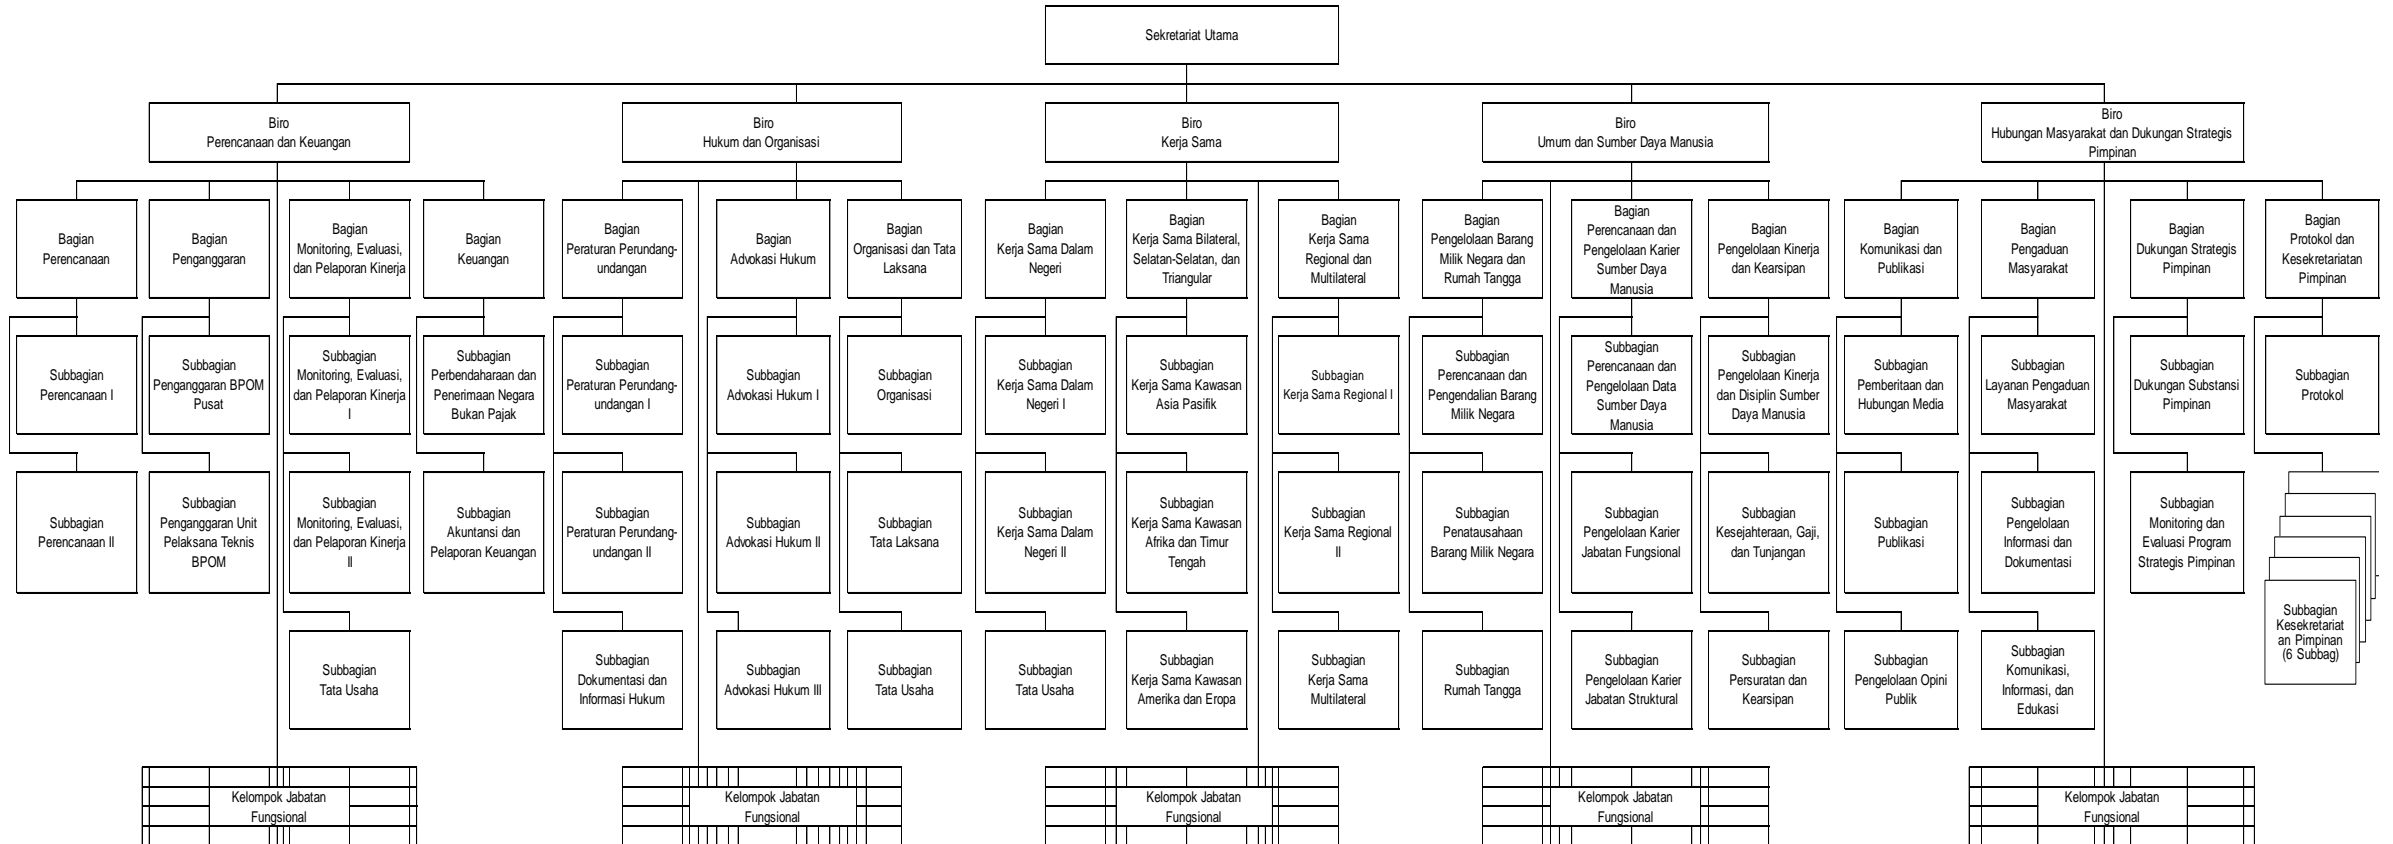 Sekretariat Utama
Biro
Perencanaan dan Keuangan
Biro
Hukum dan Organisasi
Biro
Kerja Sama
Biro
Umum dan Sumber Daya Manusia
Biro
Hubungan Masyarakat dan Dukungan Strategis
Pimpinan
Bagian
Perencanaan
Bagian
Penganggaran
Bagian
Monitoring, Evaluasi,
dan Pelaporan Kinerja
Bagian
Keuangan
Bagian
Peraturan Perundang-
undangan
Bagian
Advokasi Hukum
Bagian
Organisasi dan Tata
Laksana
Bagian
Kerja Sama Dalam
Negeri
Bagian
Kerja Sama Bilateral,
Selatan-Selatan, dan
Triangular
Bagian
Kerja Sama
Regional dan
Multilateral
Bagian
Pengelolaan Barang
Milik Negara dan
Rumah Tangga
Bagian
Perencanaan dan
Pengelolaan Karier
Sumber Daya
Manusia
Bagian
Pengelolaan Kinerja
dan Kearsipan
Bagian
Komunikasi dan
Publikasi
Bagian
Pengaduan
Masyarakat
Bagian
Dukungan Strategis
Pimpinan
Bagian
Protokol dan
Kesekretariatan
Pimpinan
Subbagian
Perencanaan I
Subbagian
Penganggaran BPOM
Pusat
Subbagian
Monitoring, Evaluasi,
dan Pelaporan Kinerja
I
Subbagian
Perbendaharaan dan
Penerimaan Negara
Bukan Pajak
Subbagian
Peraturan Perundang-
undangan I
Subbagian
Advokasi Hukum I
Subbagian
Organisasi
Subbagian
Kerja Sama Dalam
Negeri I
Subbagian
Kerja Sama Kawasan
Asia Pasifik
Subbagian
Kerja Sama Regional I
Subbagian
Perencanaan dan
Pengendalian Barang
Milik Negara
Subbagian
Perencanaan dan
Pengelolaan Data
Sumber Daya
Manusia
Subbagian
Pengelolaan Kinerja
dan Disiplin Sumber
Daya Manusia
Subbagian
Pemberitaan dan
Hubungan Media
Subbagian
Layanan Pengaduan
Masyarakat
Subbagian
Dukungan Substansi
Pimpinan
Subbagian
Protokol
Subbagian
Perencanaan II
Subbagian
Penganggaran Unit
Pelaksana Teknis
BPOM
Subbagian
Monitoring, Evaluasi,
dan Pelaporan Kinerja
II
Subbagian
Akuntansi dan
Pelaporan Keuangan
Subbagian
Peraturan Perundang-
undangan II
Subbagian
Advokasi Hukum II
Subbagian
Tata Laksana
Subbagian
Kerja Sama Dalam
Negeri II
Subbagian
Kerja Sama Kawasan
Afrika dan Timur
Tengah
Subbagian
Kerja Sama Regional
II
Subbagian
Penatausahaan
Barang Milik Negara
Subbagian
Pengelolaan Karier
Jabatan Fungsional
Subbagian
Kesejahteraan, Gaji,
dan Tunjangan
Subbagian
Publikasi
Subbagian
Pengelolaan
Informasi dan
Dokumentasi
Subbagian
Monitoring dan
Evaluasi Program
Strategis Pimpinan
Subbagian
Kesekretariat
an Pimpinan
(6 Subbag)
Subbagian
Tata Usaha
Subbagian
Dokumentasi dan
Informasi Hukum
Subbagian
Advokasi Hukum III
Subbagian
Tata Usaha
Subbagian
Tata Usaha
Subbagian
Kerja Sama Kawasan
Amerika dan Eropa
Subbagian
Kerja Sama
Multilateral
Subbagian
Rumah Tangga
Subbagian
Pengelolaan Karier
Jabatan Struktural
Subbagian
Persuratan dan
Kearsipan
Subbagian
Pengelolaan Opini
Publik
Subbagian
Komunikasi,
Informasi, dan
Edukasi
Kelompok Jabatan
Fungsional
Kelompok Jabatan
Fungsional
Kelompok Jabatan
Fungsional
Kelompok Jabatan
Fungsional
Kelompok Jabatan
Fungsional